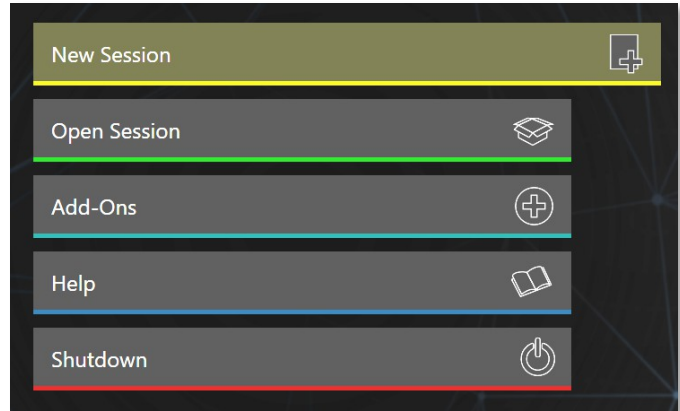 New Session
Open Session
Add-Ons
Help
Shutdown